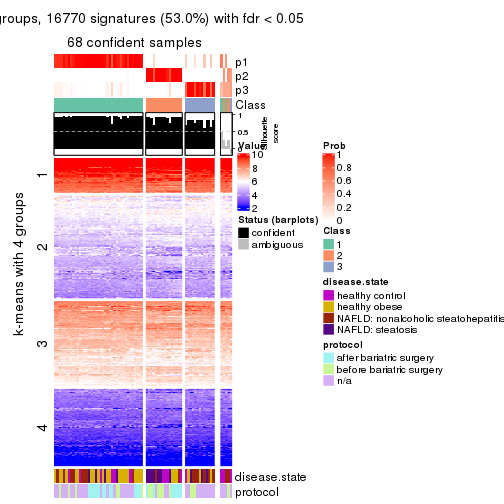 groups, 16770 signatures (53.0%) with fdr < 0.05
68 confident samples
p1
p2
p3
Class
1
0.5
0
Silhouette
score
Value
10
8
6
4
2
Status (barplots)
confident
ambiguous
Prob
1
0.8
0.6
0.4
0.2
0
Class
1
2
3
disease.state
healthy control
healthy obese
NAFLD: nonalcoholic steatohepatitis
NAFLD: steatosis
protocol
after bariatric surgery
before bariatric surgery
n/a
k-means with 4 groups
1
2
3
4
disease.state
protocol